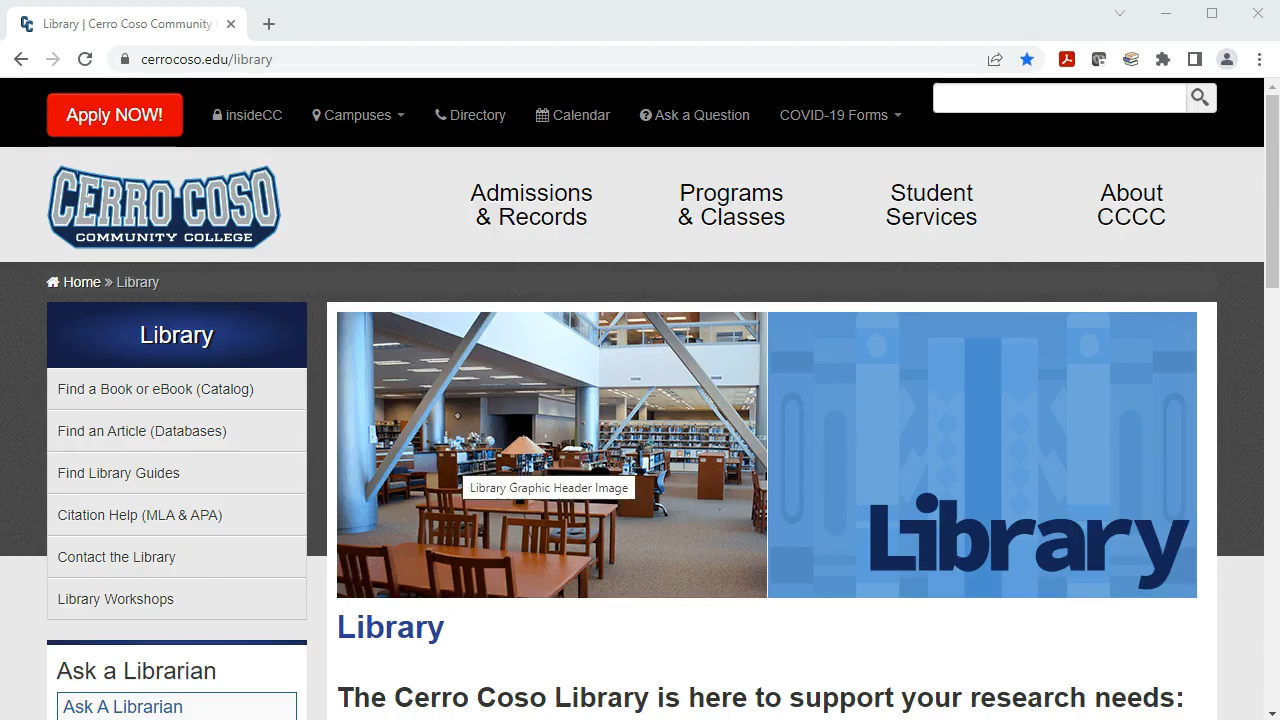 Library | Cerro Coso Community
cerrocoso.edu/library
Apply NOW!
insideCC
Campuses
Directory
Calendar
Ask a Question
COVID-19 Forms
CERRO COSO
COMMUNITY COLLEGE
Admissions
& Records
Programs
& Classes
Student
Services
About
CCCC
Home » Library
Library
Find a Book or eBook (Catalog)
Find an Article (Databases)
Find Library Guides
Citation Help (MLA & APA)
Contact the Library
Library Workshops
Ask a Librarian
Ask A Librarian
Library Graphic Header Image
Library
Library
The Cerro Coso Library is here to support your research needs: